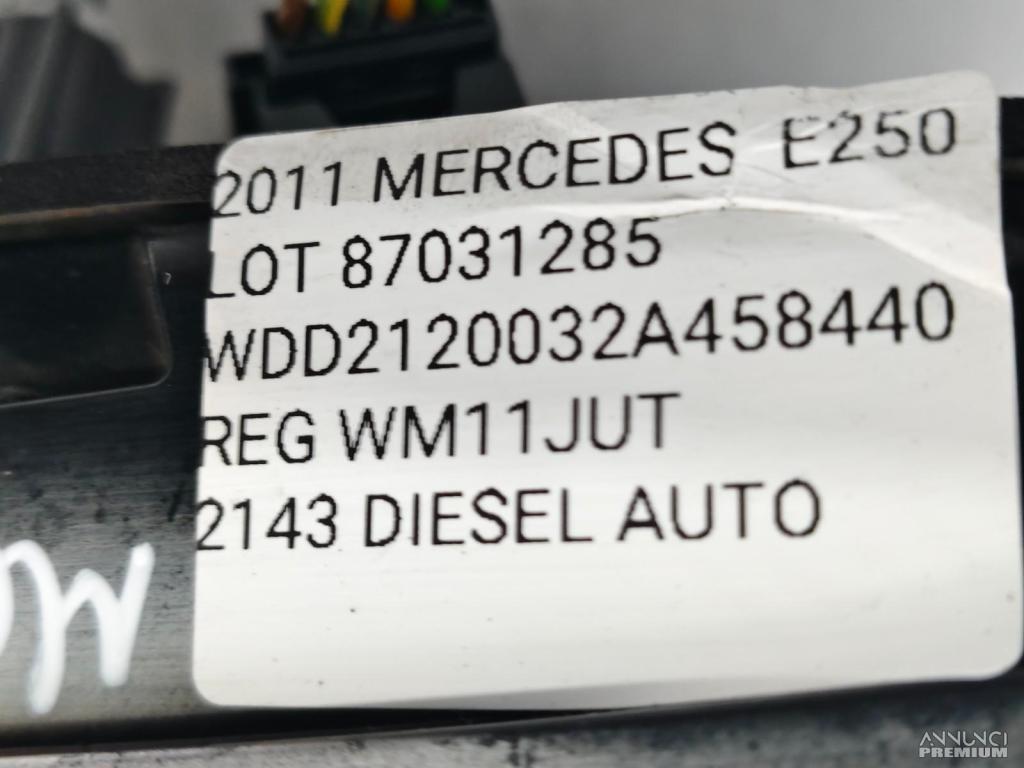 2011 MERCEDES E250
LOT 87031285
WDD2120032A458440
REG WM11JUT
2143 DIESEL AUTO
ANNUNCI
PREMIUM